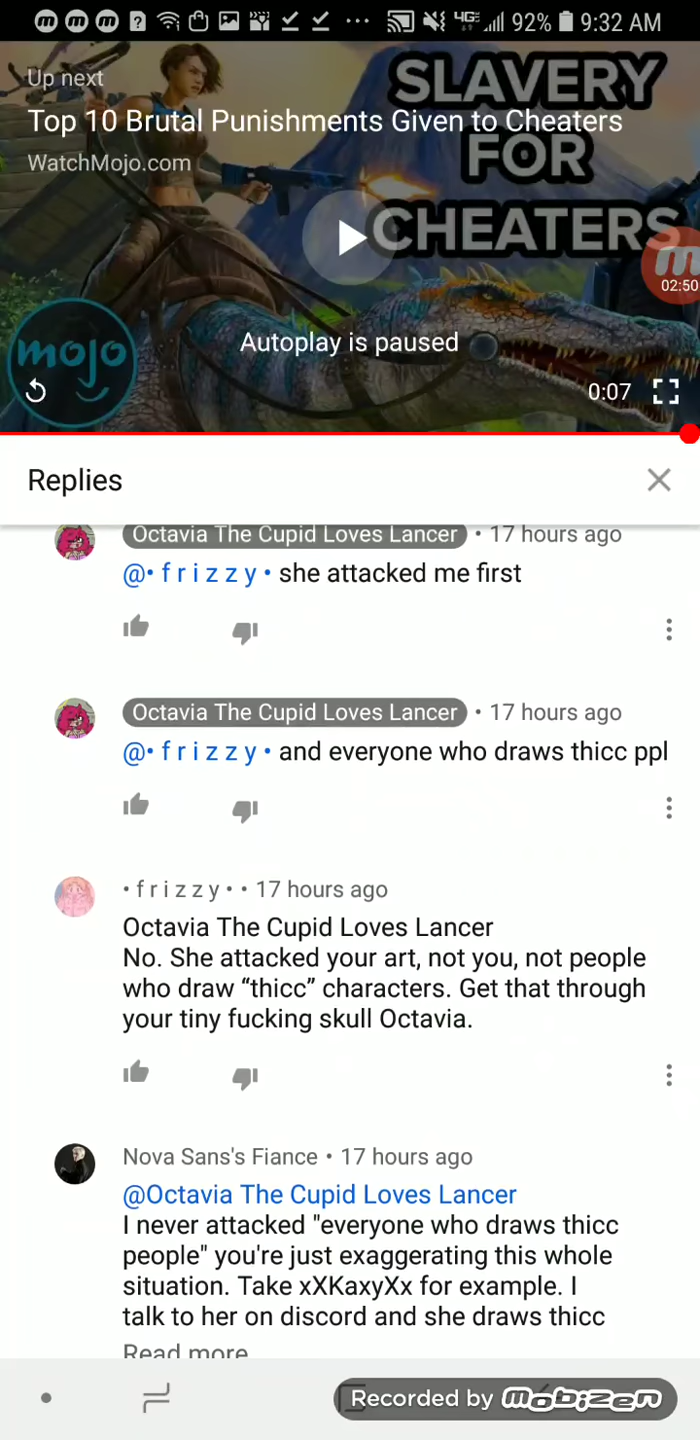 92% 9:32 AM
Up next
SLAVERY
Top 10 Brutal Punishments Given to Cheaters
FOR
WatchMojo.com
CHEATERS
m
02:50
mojo
Autoplay is paused
0:07
Replies
Octavia The Cupid Loves Lancer • 17 hours ago
@• f r i z z y • she attacked me first
Octavia The Cupid Loves Lancer • 17 hours ago
@• f r i z z y • and everyone who draws thicc ppl
• f r i z z y • • 17 hours ago
Octavia The Cupid Loves Lancer
No. She attacked your art, not you, not people
who draw “thicc” characters. Get that through
your tiny fucking skull Octavia.
Nova Sans's Fiance • 17 hours ago
@Octavia The Cupid Loves Lancer
I never attacked "everyone who draws thicc
people" you're just exaggerating this whole
situation. Take xXKaxyXx for example. I
talk to her on discord and she draws thicc
Read more
Recorded by mobizen